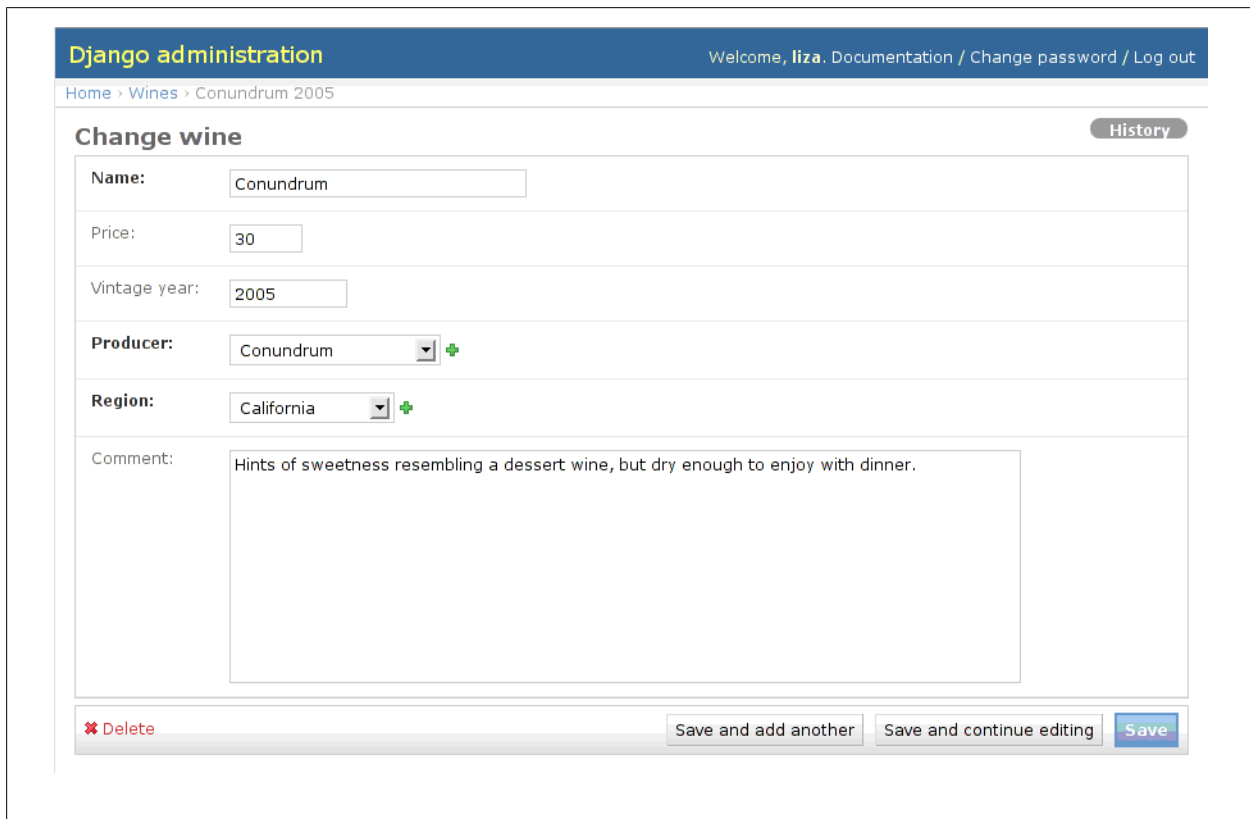 Django administration
Welcome, liza. Documentation / Change password / Log out
Home › Wines › Conundrum 2005
Change wine
History
Name:
Conundrum
Price:
30
Vintage year:
2005
Producer:
Conundrum
Region:
California
Comment:
Hints of sweetness resembling a dessert wine, but dry enough to enjoy with dinner.
Delete
Save and add another
Save and continue editing
Save